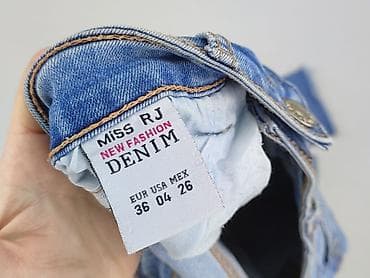 MISS RJ
NEW FASHION
DENIM
EUR USA MEX
36 04 26